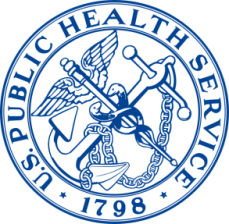 U.S. PUBLIC HEALTH SERVICE
1798